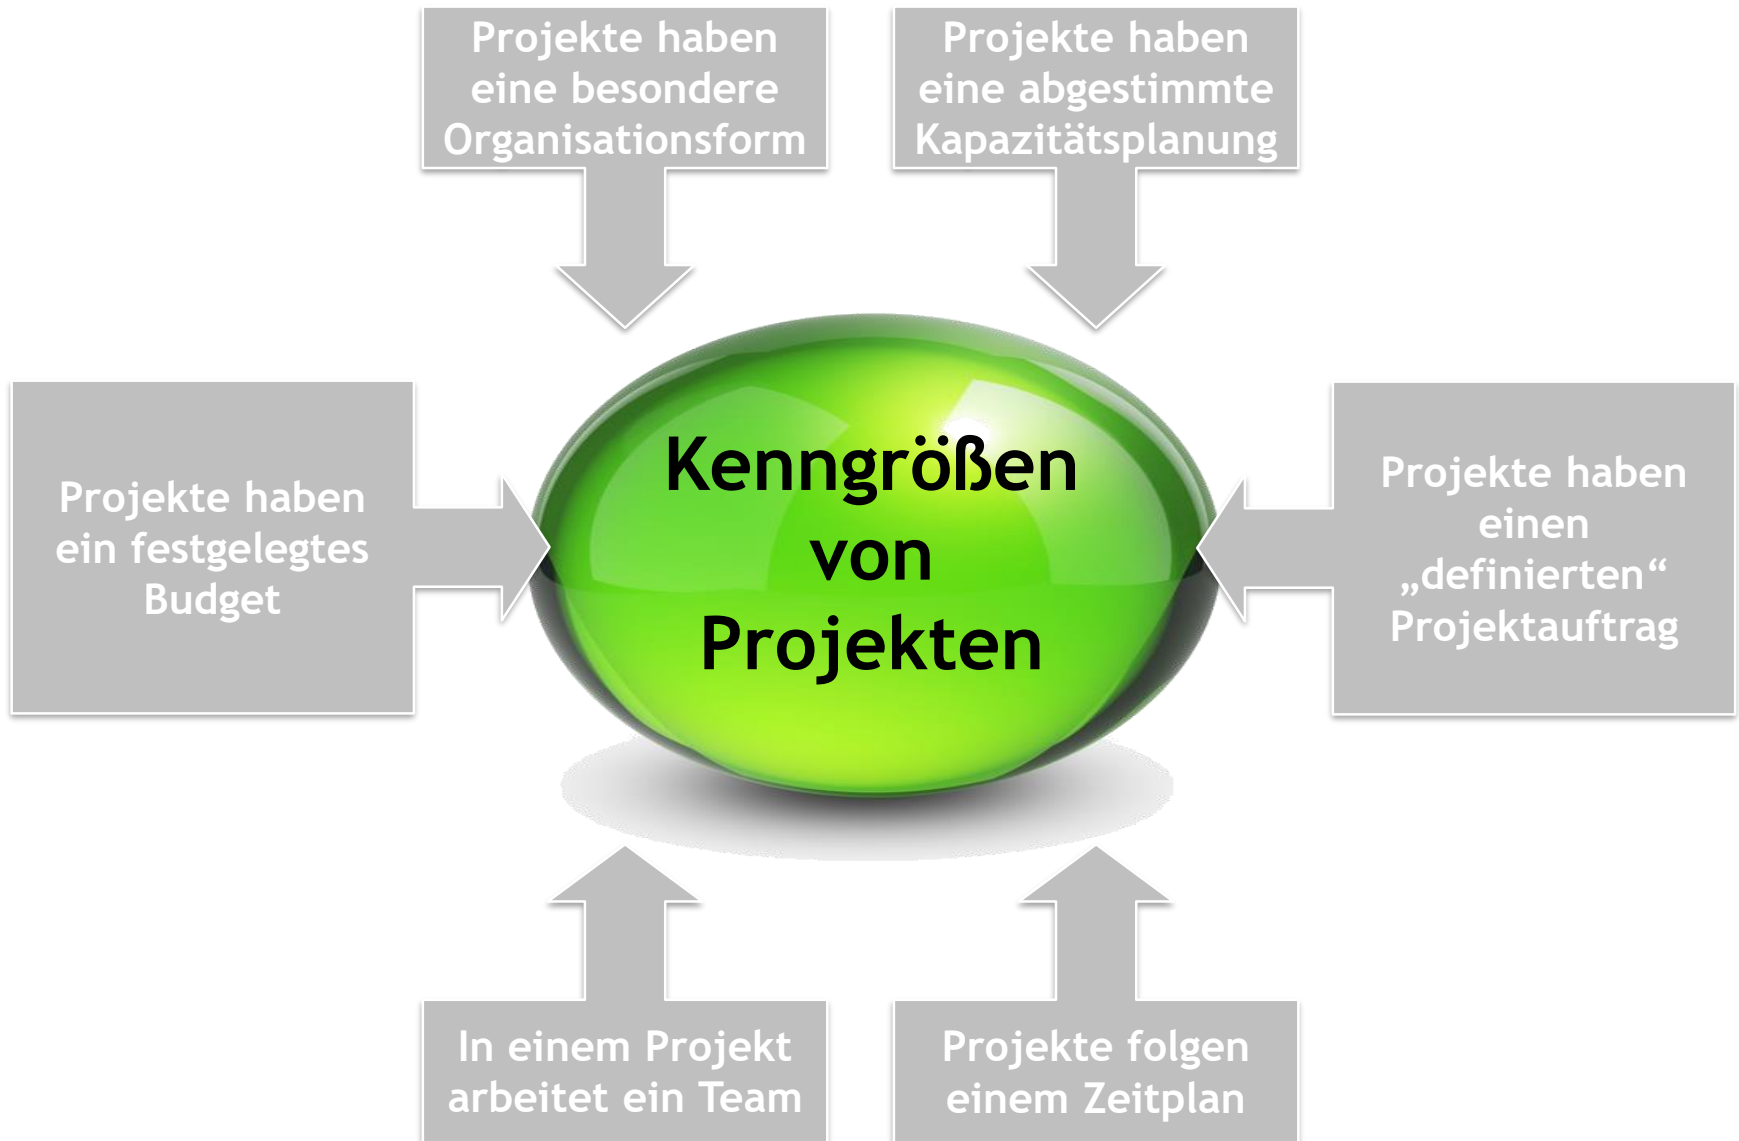 Projekte haben
eine besondere
Organisationsform
Projekte haben
eine abgestimmte
Kapazitätsplanung
Projekte haben
ein festgelegtes
Budget
Kenngrößen
von
Projekten
Projekte haben
einen
„definierten“
Projektauftrag
In einem Projekt
arbeitet ein Team
Projekte folgen
einem Zeitplan